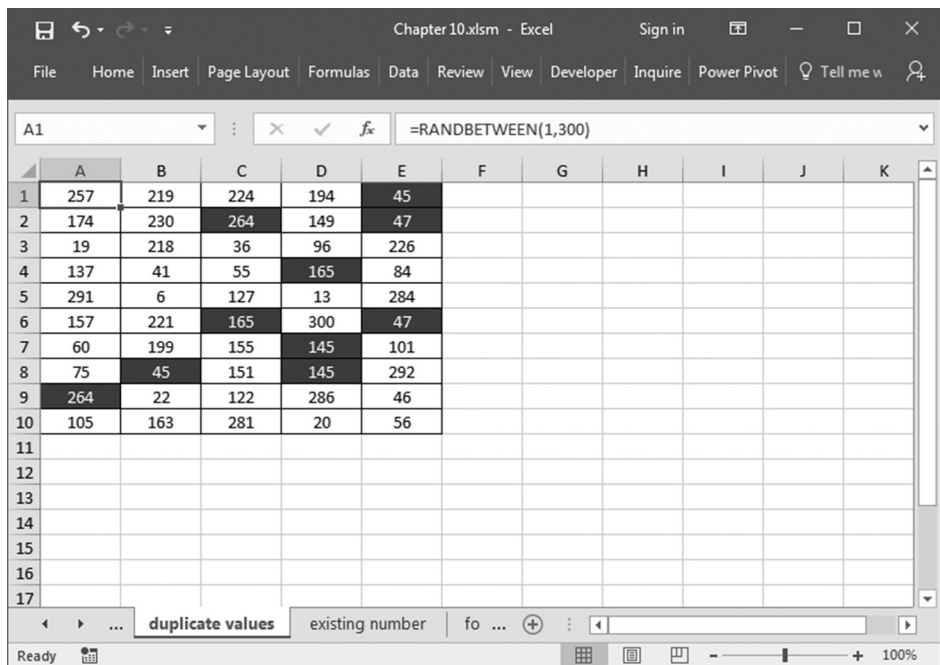 Chapter 10.xlsm - Excel Sign in
File Home Insert Page Layout Formulas Data Review View Developer Inquire Power Pivot Tell me w
A1 fx =RANDBETWEEN(1,300)
A B C D E F G H I J K
1 257 219 224 194 45
2 174 230 264 149 47
3 19 218 36 96 226
4 137 41 55 165 84
5 291 6 127 13 284
6 157 221 165 300 47
7 60 199 155 145 101
8 75 45 151 145 292
9 264 22 122 286 46
10 105 163 281 20 56
11
12
13
14
15
16
17
... duplicate values existing number fo ...
Ready 100%